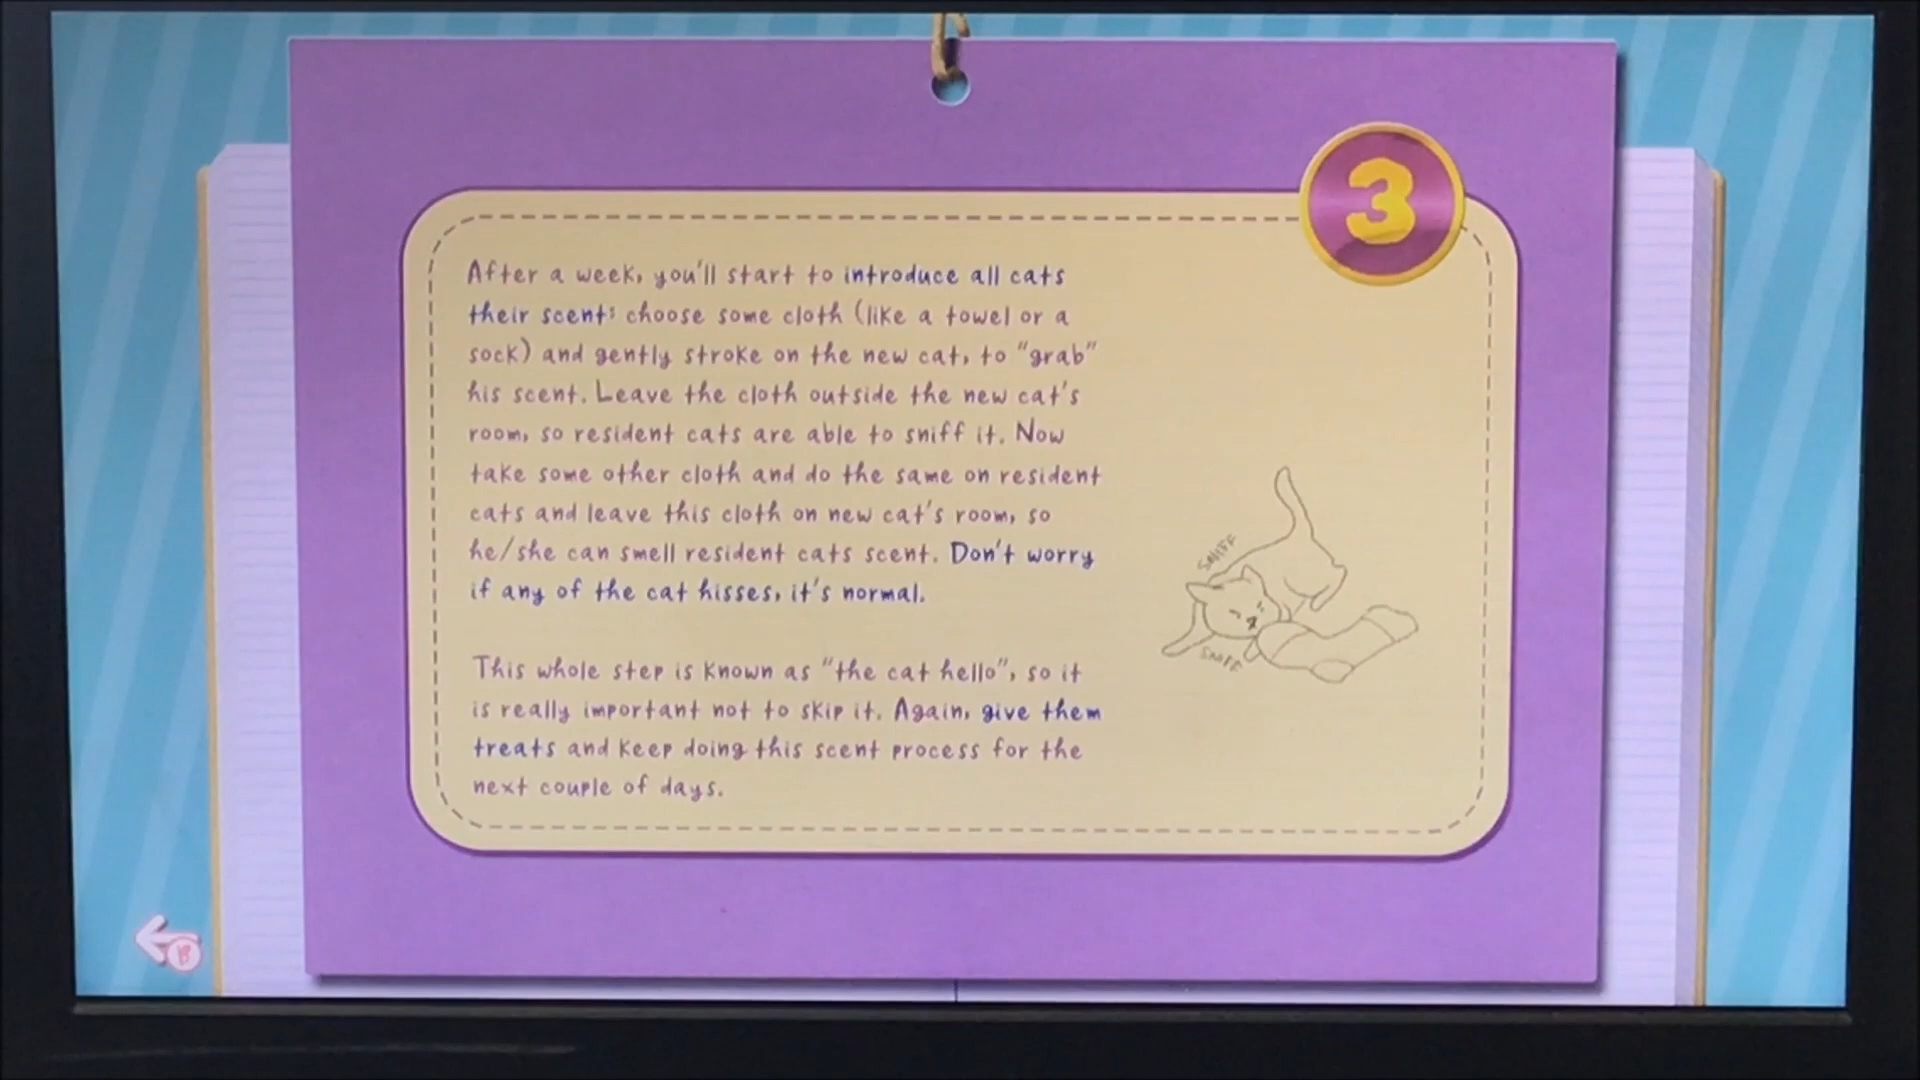 3
After a week, you'll start to introduce all cats
their scent: choose some cloth (like a towel or a
sock) and gently stroke on the new cat, to "grab"
his scent. Leave the cloth outside the new cat's
room, so resident cats are able to sniff it. Now
take some other cloth and do the same on resident
cats and leave this cloth on new cat's room, so
he/she can smell resident cats scent. Don't worry
if any of the cat hisses, it's normal.
This whole step is known as "the cat hello", so it
is really important not to skip it. Again, give them
treats and keep doing this scent process for the
next couple of days.
SNIFF
SNIFF
B